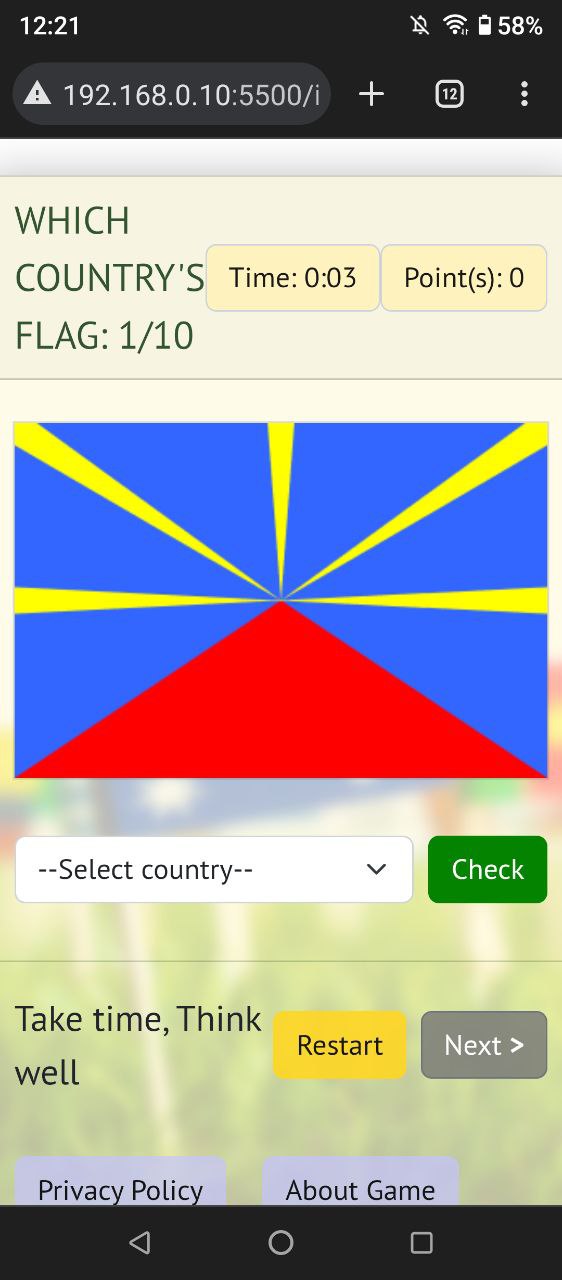 12:21
58%
192.168.0.10:5500/i
12
WHICH
COUNTRY'S
FLAG: 1/10
Time: 0:03
Point(s): 0
--Select country--
Check
Take time, Think
well
Restart
Next >
Privacy Policy
About Game